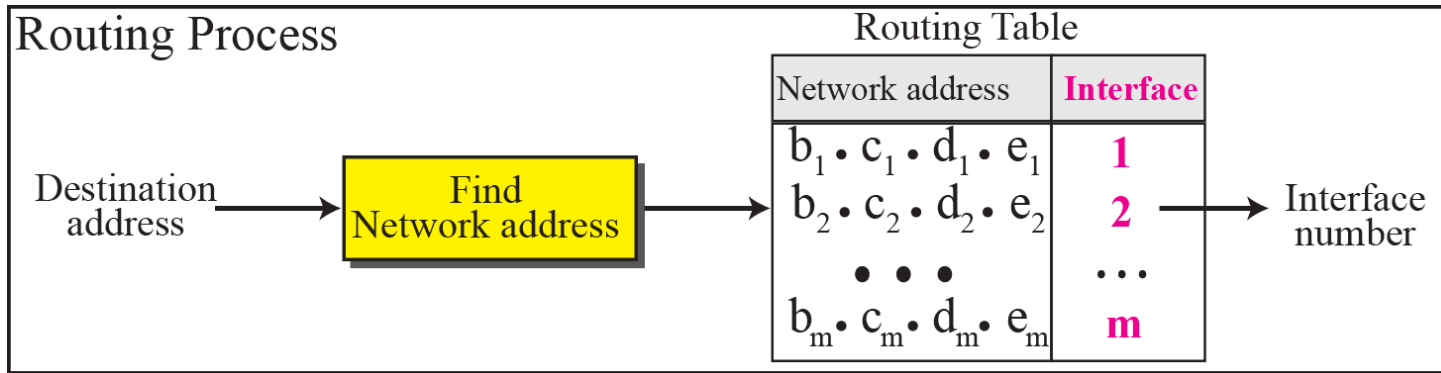 Routing Process
Routing Table
Network address Interface
Destination
address
Find
Network address
b₁ . c₁ . d₁ . e₁ 1
b₂ . c₂ . d₂ . e₂ 2
• • • ...
bₘ . cₘ . dₘ . eₘ m
Interface
number